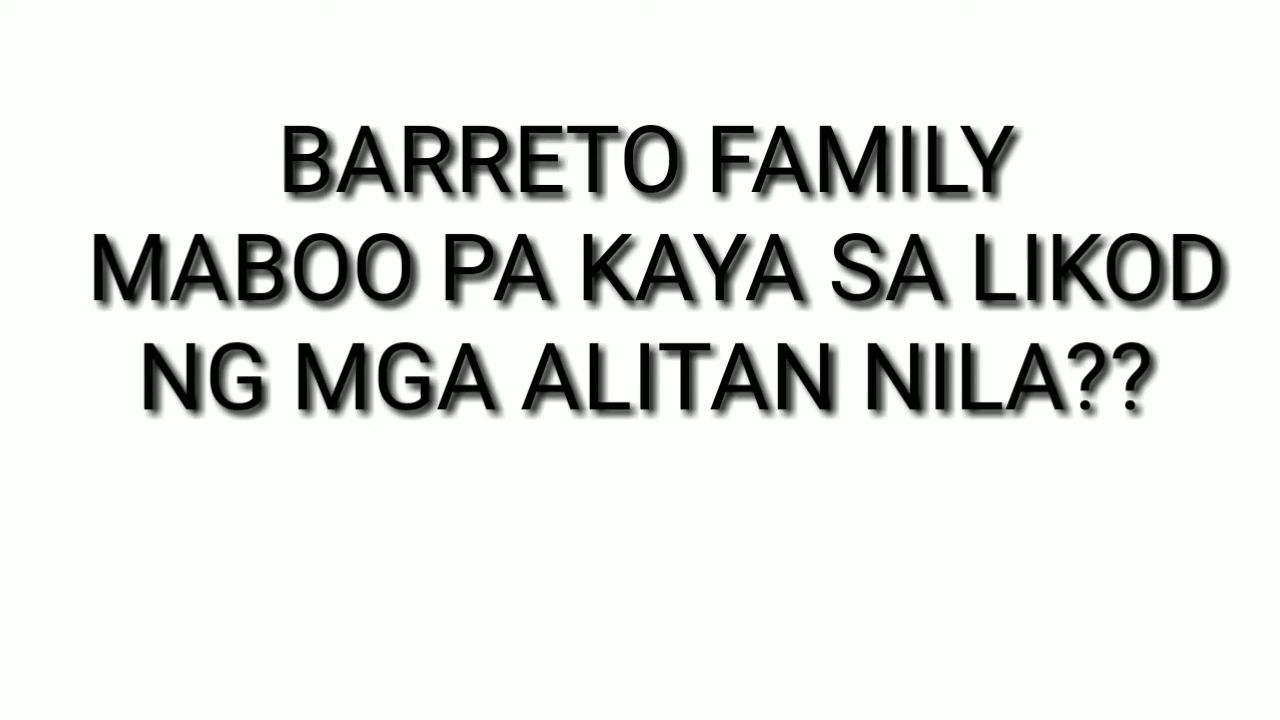 BARRETO FAMILY
MABOO PA KAYA SA LIKOD
NG MGA ALITAN NILA??